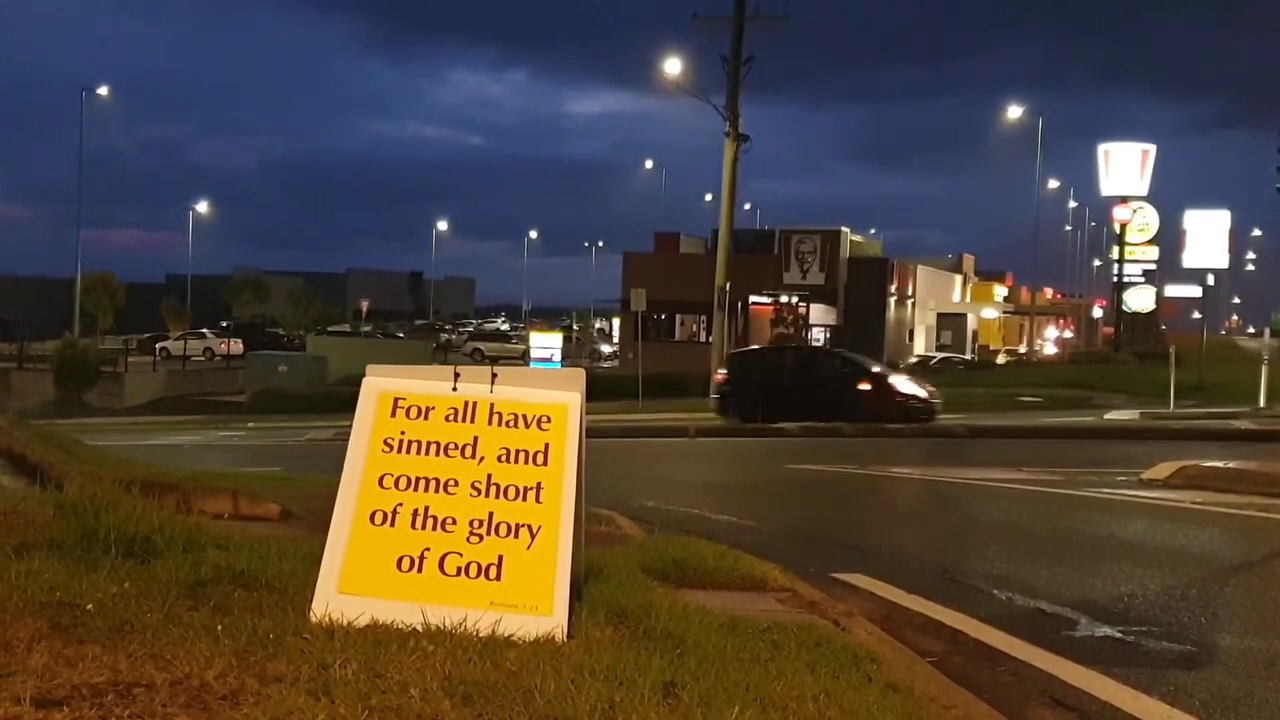 For all have
sinned, and
come short
of the glory
of God